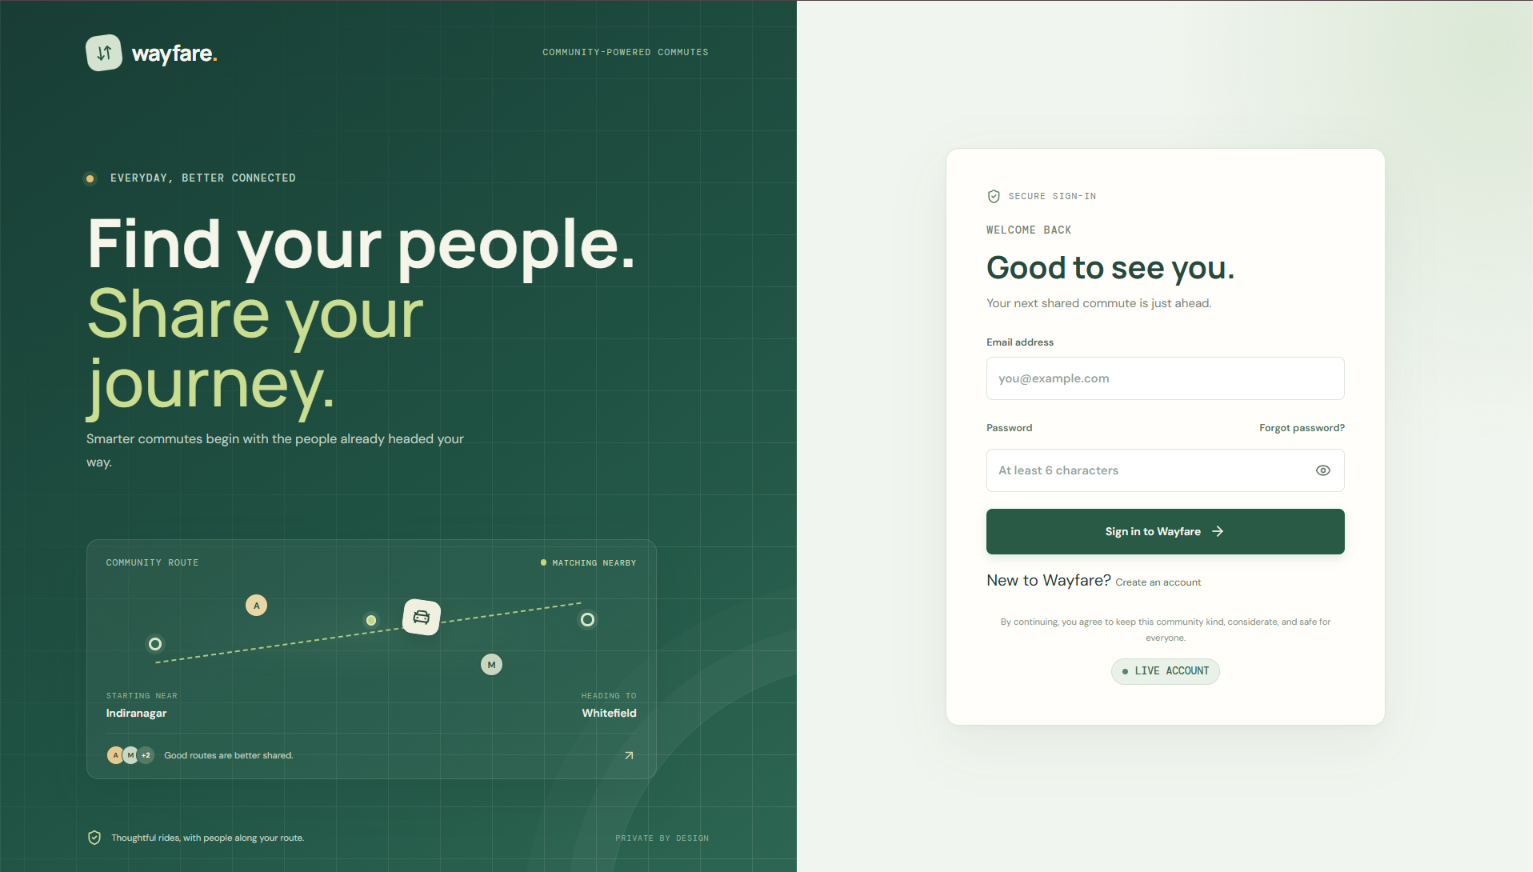 wayfare.
COMMUNITY-POWERED COMMUTES
EVERYDAY, BETTER CONNECTED
Find your people.
Share your
journey.
Smarter commutes begin with the people already headed your
way.
COMMUNITY ROUTE
MATCHING NEARBY
A
M
STARTING NEAR
HEADING TO
Indiranagar
Whitefield
A M +2 Good routes are better shared.
Thoughtful rides, with people along your route.
PRIVATE BY DESIGN
SECURE SIGN-IN
WELCOME BACK
Good to see you.
Your next shared commute is just ahead.
Email address
you@example.com
Password
Forgot password?
At least 6 characters
Sign in to Wayfare
New to Wayfare? Create an account
By continuing, you agree to keep this community kind, considerate, and safe for
everyone.
LIVE ACCOUNT